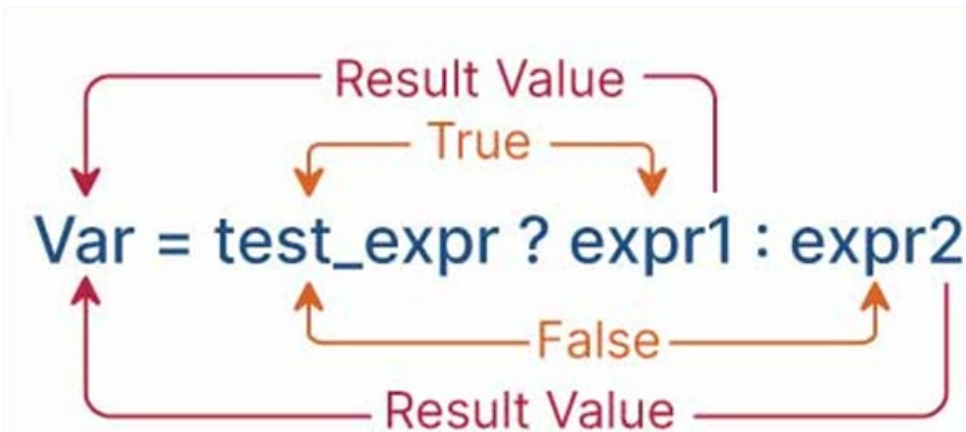 Result Value
True
Var = test_expr ? expr1 : expr2
False
Result Value